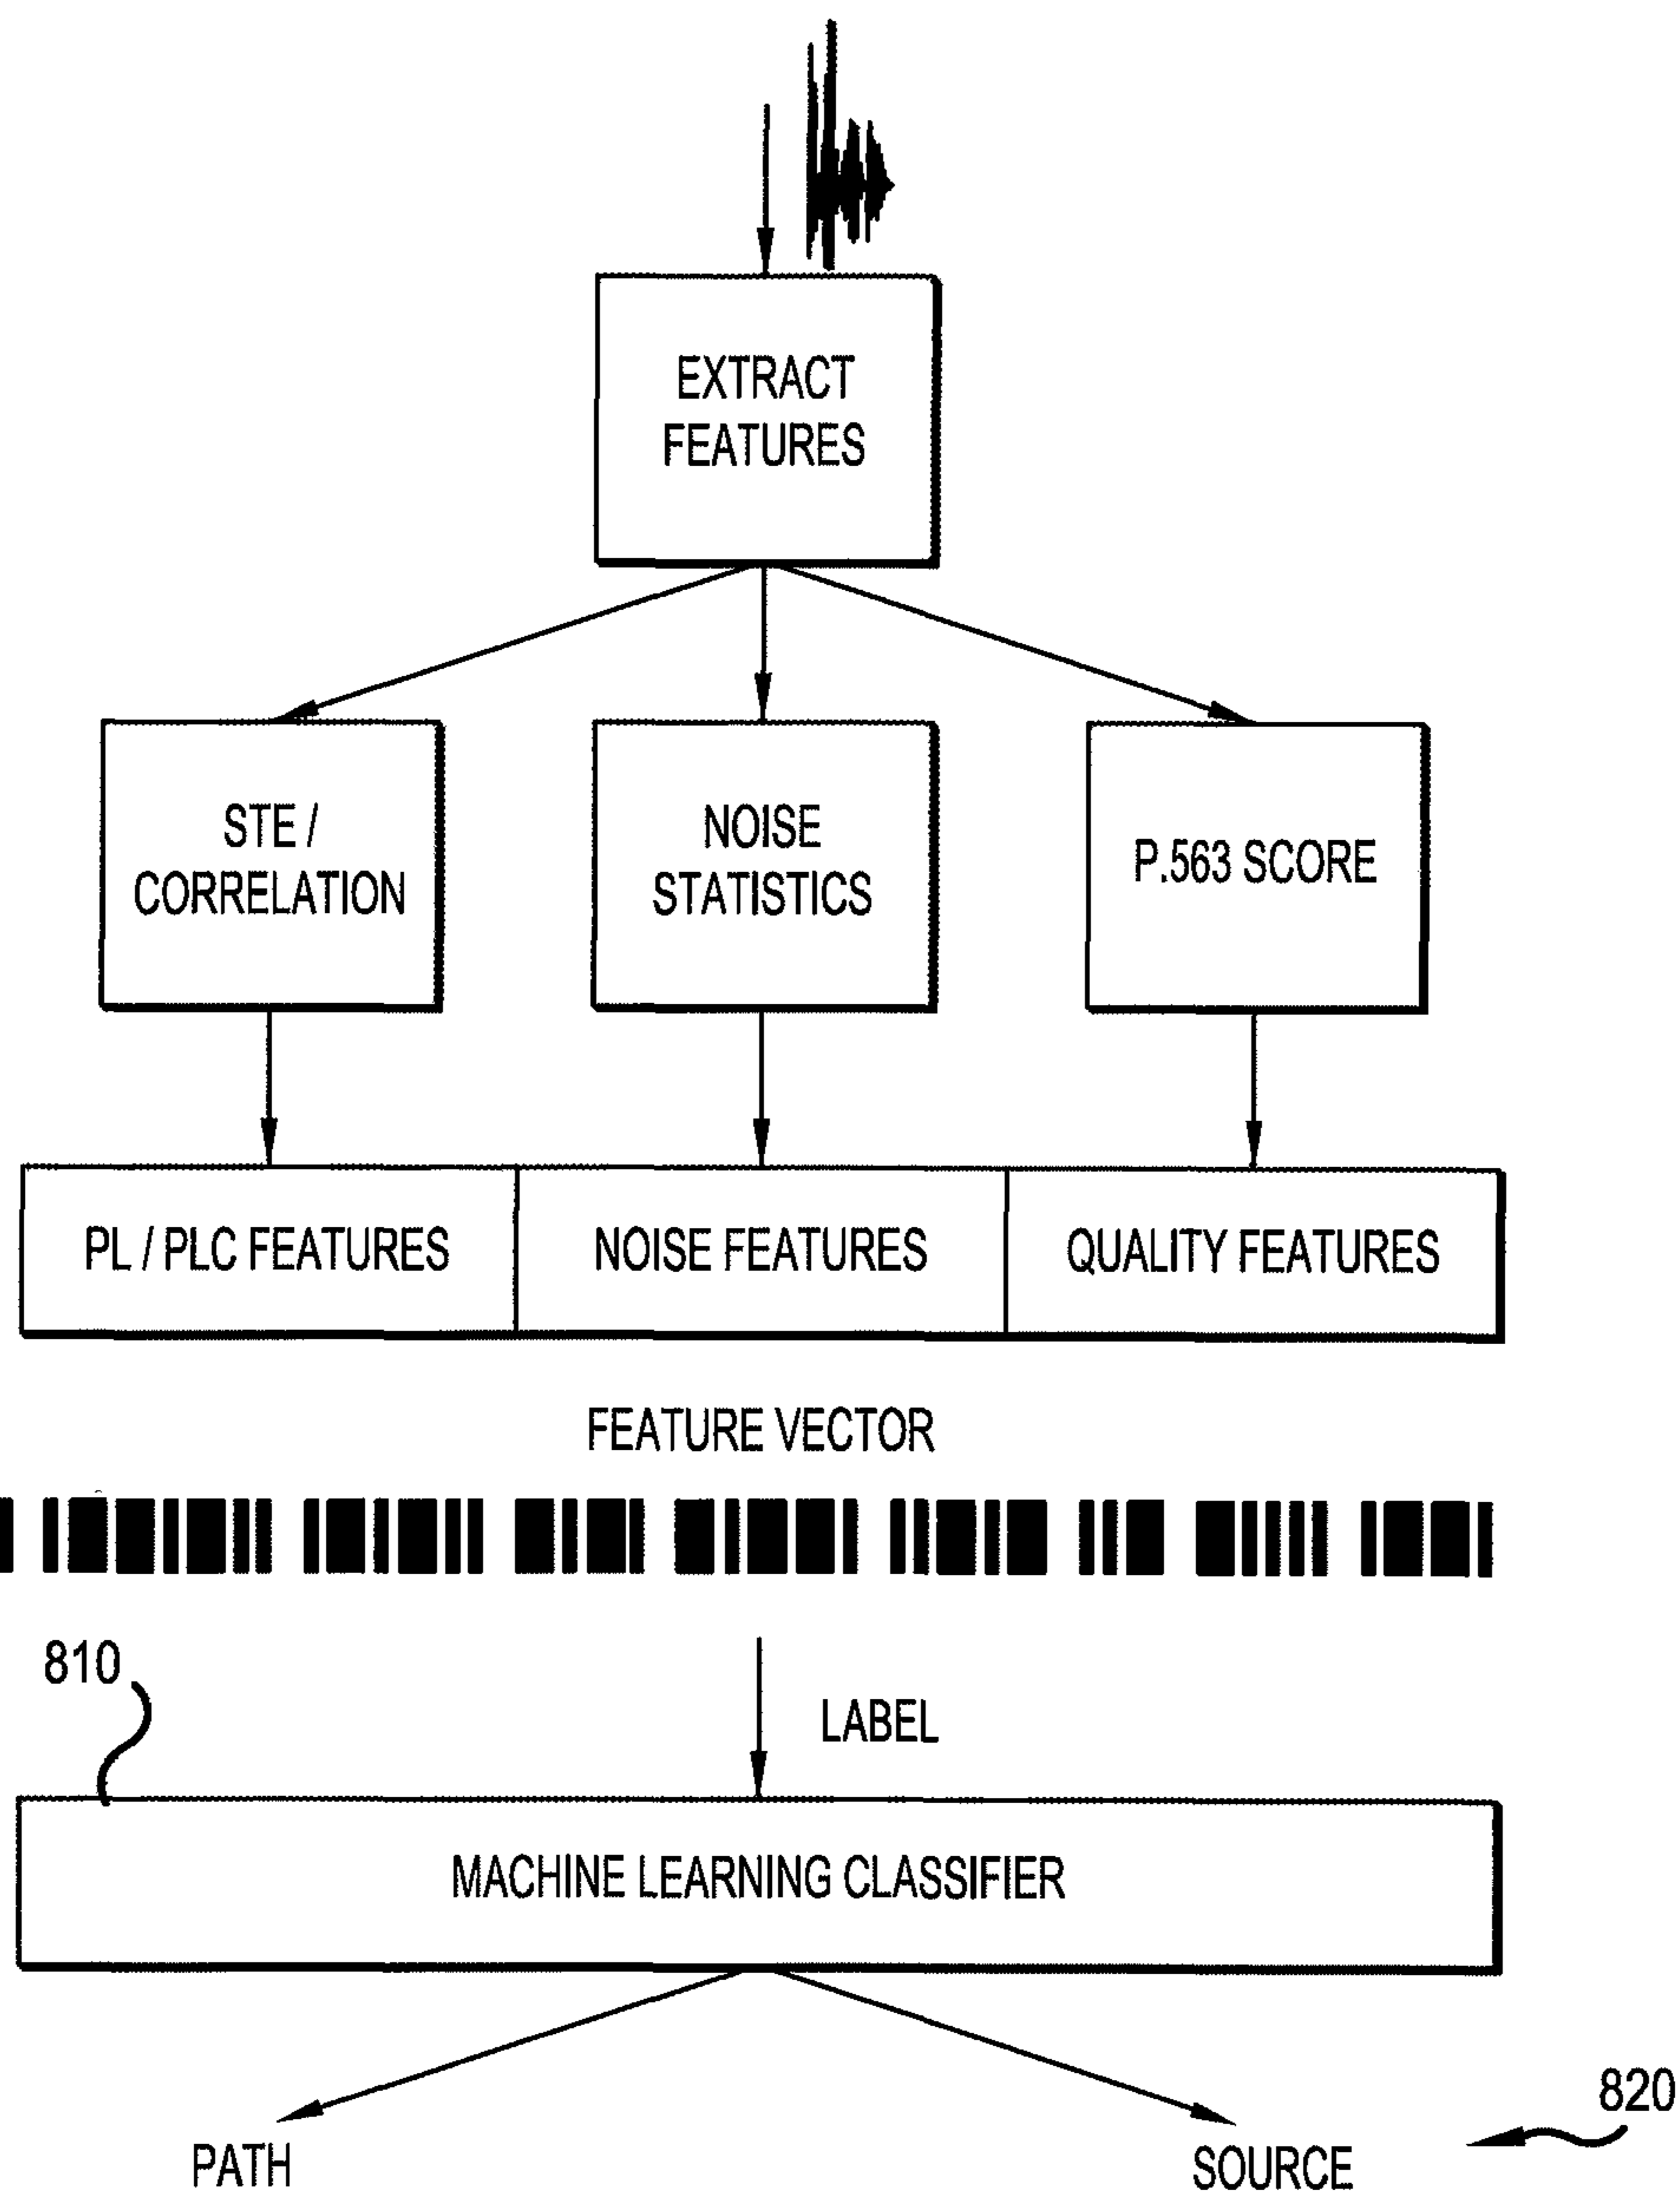 EXTRACT
FEATURES
STE /
CORRELATION
NOISE
STATISTICS
P.563 SCORE
PL / PLC FEATURES
NOISE FEATURES
QUALITY FEATURES
FEATURE VECTOR
810
LABEL
MACHINE LEARNING CLASSIFIER
820
PATH
SOURCE